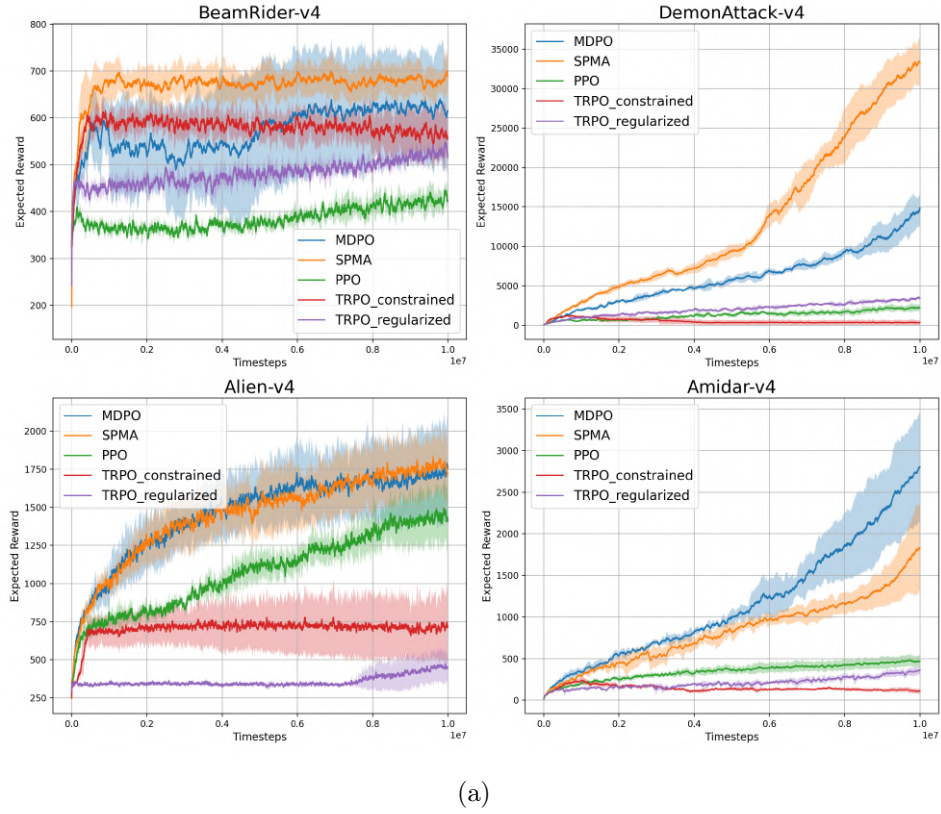 BeamRider-v4
800
700
600
500
400
300
200
Expected Reward
0.0 0.2 0.4 0.6 0.8 1.0
1e7
Timesteps
MDPO
SPMA
PPO
TRPO_constrained
TRPO_regularized
DemonAttack-v4
35000
30000
25000
20000
15000
10000
5000
0
Expected Reward
0.0 0.2 0.4 0.6 0.8 1.0
1e7
Timesteps
MDPO
SPMA
PPO
TRPO_constrained
TRPO_regularized
Alien-v4
2000
1750
1500
1250
1000
750
500
250
Expected Reward
0.0 0.2 0.4 0.6 0.8 1.0
1e7
Timesteps
MDPO
SPMA
PPO
TRPO_constrained
TRPO_regularized
Amidar-v4
3500
3000
2500
2000
1500
1000
500
0
Expected Reward
0.0 0.2 0.4 0.6 0.8 1.0
1e7
Timesteps
MDPO
SPMA
PPO
TRPO_constrained
TRPO_regularized
(a)